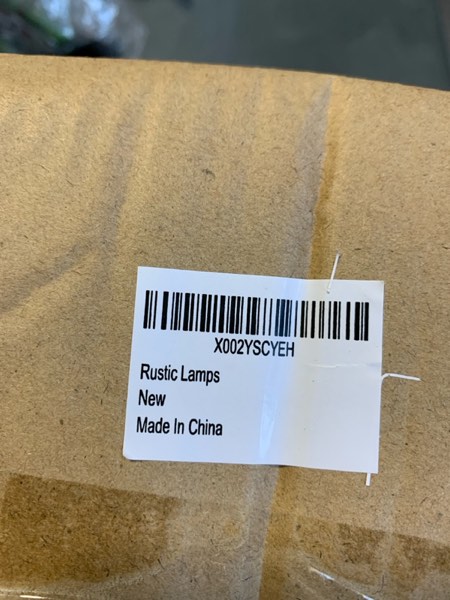 X002YSCYEH
Rustic Lamps
New
Made In China